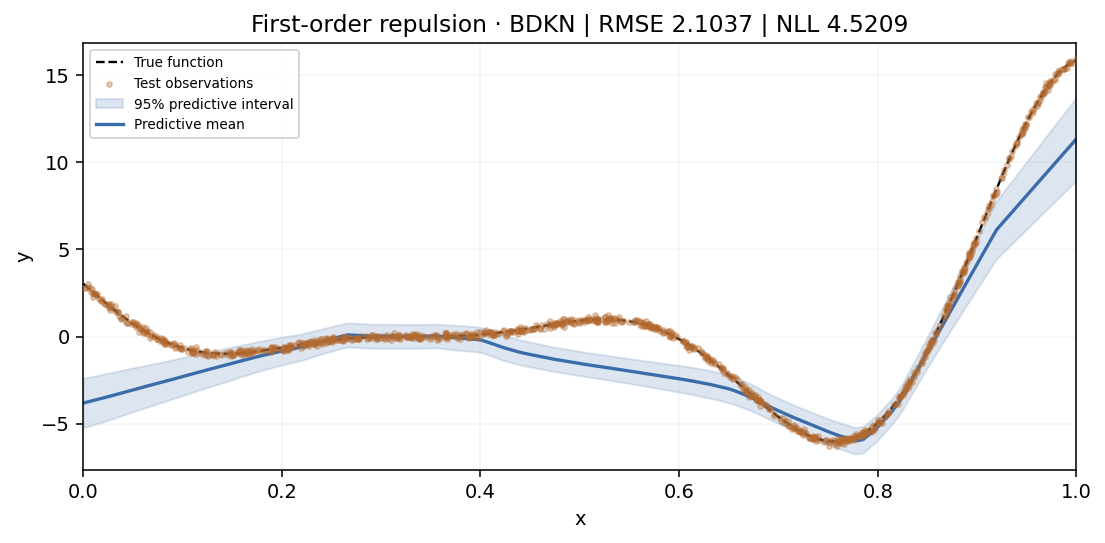 First-order repulsion · BDKN | RMSE 2.1037 | NLL 4.5209
True function
Test observations
95% predictive interval
Predictive mean
y
15
10
5
0
−5
0.0 0.2 0.4 0.6 0.8 1.0
x